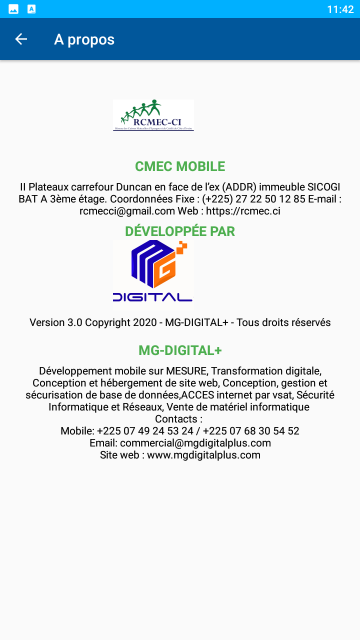 11:42
A propos
RCMEC-CI
CMEC MOBILE
II Plateaux carrefour Duncan en face de l'ex (ADDR) immeuble SICOGI
BAT A 3ème étage. Coordonnées Fixe : (+225) 27 22 50 12 85 E-mail :
rcmecci@gmail.com Web : https://rcmec.ci
DÉVELOPPÉE PAR
MG
DIGITAL
Version 3.0 Copyright 2020 - MG-DIGITAL+ - Tous droits réservés
MG-DIGITAL+
Développement mobile sur MESURE, Transformation digitale,
Conception et hébergement de site web, Conception, gestion et
sécurisation de base de données,ACCES internet par vsat, Sécurité
Informatique et Réseaux, Vente de matériel informatique
Contacts :
Mobile: +225 07 49 24 53 24 / +225 07 68 30 54 52
Email: commercial@mgdigitalplus.com
Site web : www.mgdigitalplus.com